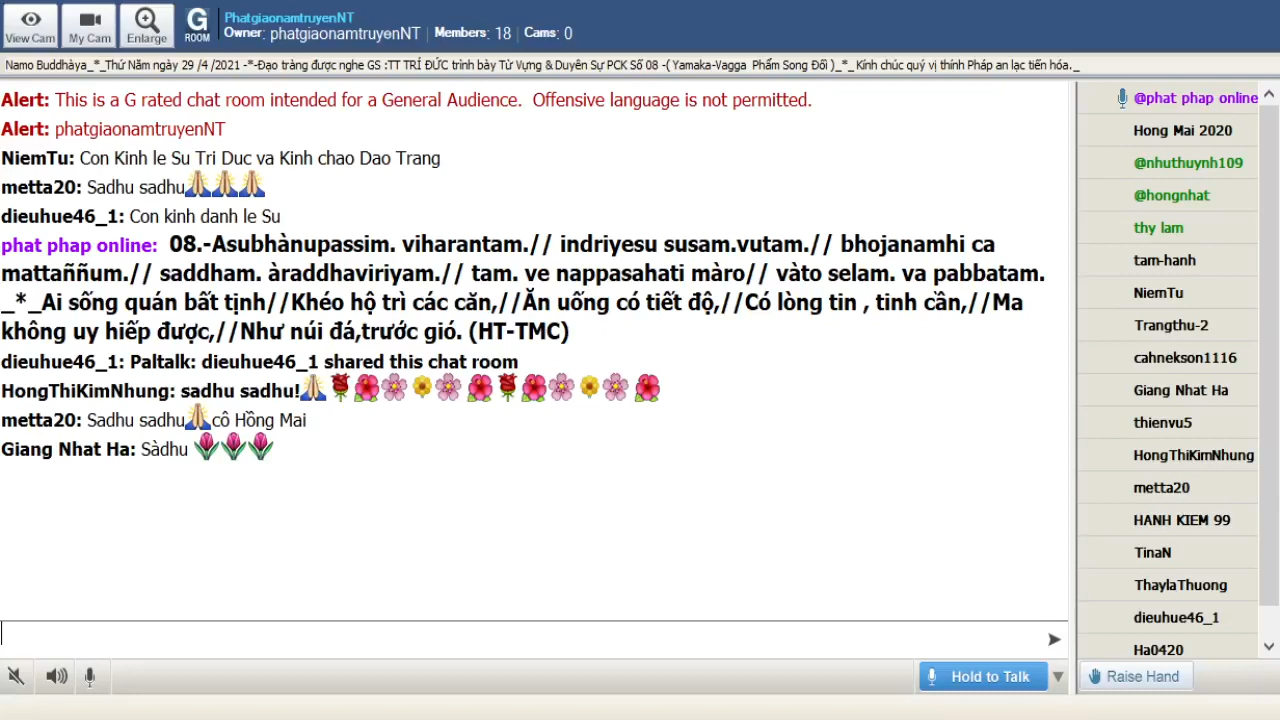 View Cam
My Cam
Enlarge
G
ROOM
PhatgiaonamtruyenNT
Owner: phatgiaonamtruyenNT | Members: 18 | Cams: 0
Namo Buddhàya_*_Thứ Năm ngày 29 /4 /2021 -*-Đạo tràng được nghe GS :TT TRÍ ĐỨC trình bày Từ Vựng & Duyên Sự PCK Số 08 -( Yamaka-Vagga Phẩm Song Đối )_*_ Kính chúc quý vị thính Pháp an lạc tiến hóa._
Alert: This is a G rated chat room intended for a General Audience. Offensive language is not permitted.
Alert: phatgiaonamtruyenNT
NiemTu: Con Kinh le Su Tri Duc va Kinh chao Dao Trang
metta20: Sadhu sadhu🙏🙏🙏
dieuhue46_1: Con kinh danh le Su
phat phap online: 08.-Asubhànupassim. viharantam.// indriyesu susam.vutam.// bhojanamhi ca
mattaññum.// saddham. àraddhaviriyam.// tam. ve nappasahati màro// vàto selam. va pabbatam.
_*_Ai sống quán bất tịnh//Khéo hộ trì các căn,//Ăn uống có tiết độ,//Có lòng tin , tinh cần,//Ma
không uy hiếp được,//Như núi đá,trước gió. (HT-TMC)
dieuhue46_1: Paltalk: dieuhue46_1 shared this chat room
HongThiKimNhung: sadhu sadhu!🙏🌹🌺🌸🌼🌸🌺🌹🌺🌸🌼🌸🌺
metta20: Sadhu sadhu🙏cô Hồng Mai
Giang Nhat Ha: Sàdhu 🌷🌷🌷
@phat phap online
Hong Mai 2020
@nhuthuynh109
@hongnhat
thy lam
tam-hanh
NiemTu
Trangthu-2
cahnekson1116
Giang Nhat Ha
thienvu5
HongThiKimNhung
metta20
HANH KIEM 99
TinaN
ThaylaThuong
dieuhue46_1
Ha0420
Hold to Talk
Raise Hand